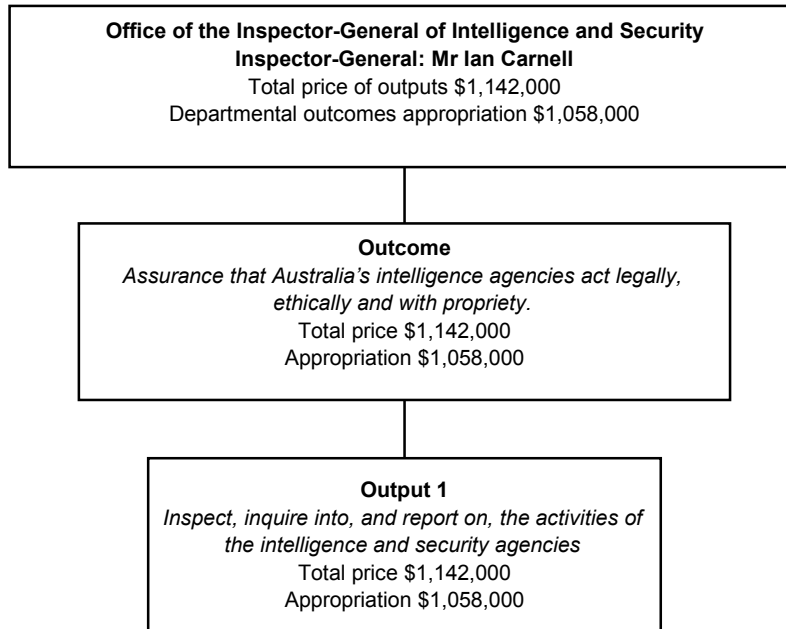 Office of the Inspector-General of Intelligence and Security
Inspector-General: Mr Ian Carnell
Total price of outputs $1,142,000
Departmental outcomes appropriation $1,058,000
Outcome
Assurance that Australia’s intelligence agencies act legally,
ethically and with propriety.
Total price $1,142,000
Appropriation $1,058,000
Output 1
Inspect, inquire into, and report on, the activities of
the intelligence and security agencies
Total price $1,142,000
Appropriation $1,058,000